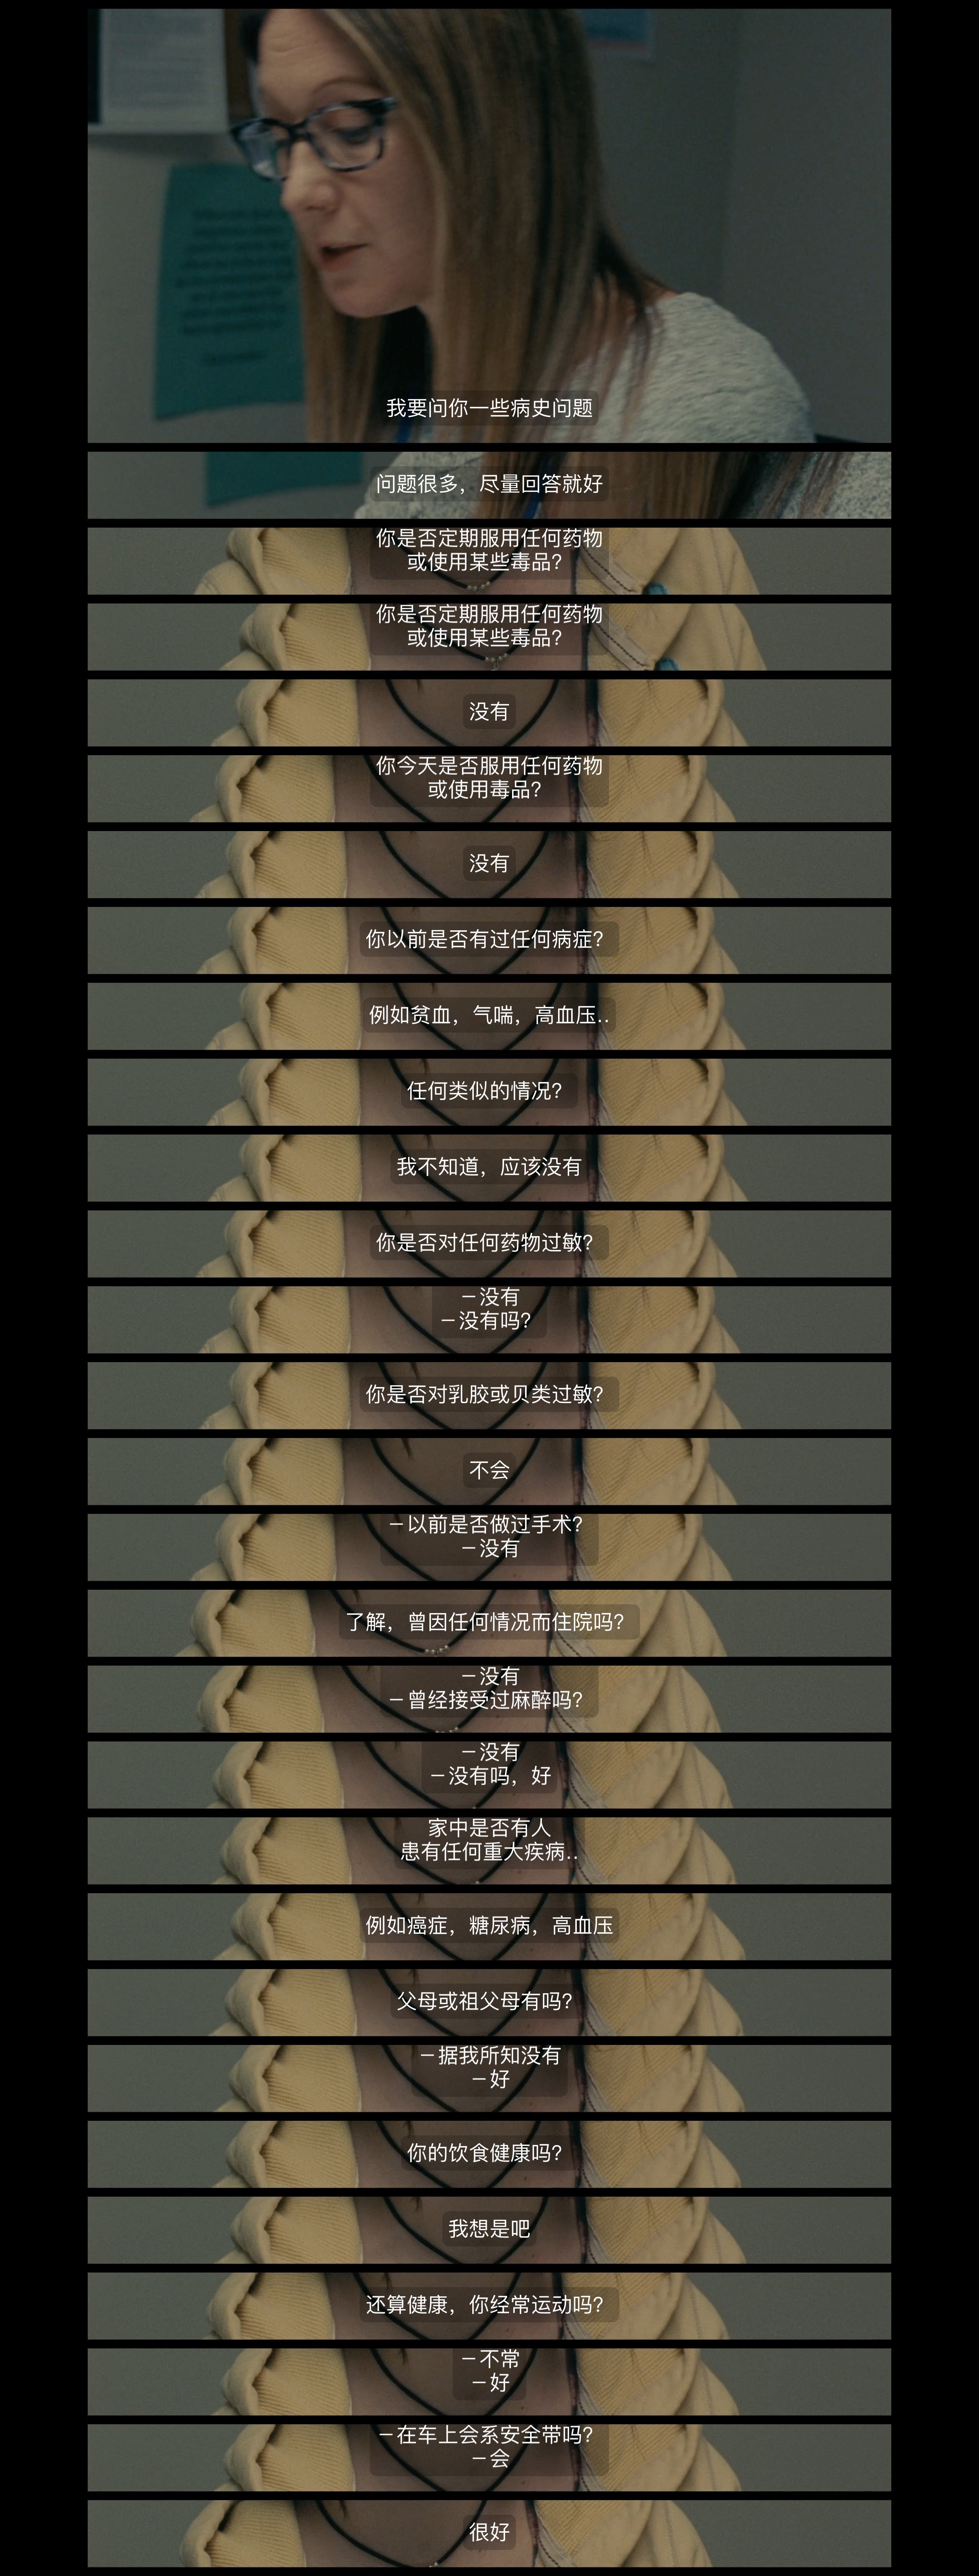 我要问你一些病史问题
问题很多，尽量回答就好
你是否定期服用任何药物
或使用某些毒品？
你是否定期服用任何药物
或使用某些毒品？
没有
你今天是否服用任何药物
或使用毒品？
没有
你以前是否有过任何病症？
例如贫血，气喘，高血压..
任何类似的情况？
我不知道，应该没有
你是否对任何药物过敏？
－没有
－没有吗？
你是否对乳胶或贝类过敏？
不会
－以前是否做过手术？
－没有
了解，曾因任何情况而住院吗？
－没有
－曾经接受过麻醉吗？
－没有
－没有吗，好
家中是否有人
患有任何重大疾病..
例如癌症，糖尿病，高血压
父母或祖父母有吗？
－据我所知没有
－好
你的饮食健康吗？
我想是吧
还算健康，你经常运动吗？
－不常
－好
－在车上会系安全带吗？
－会
很好